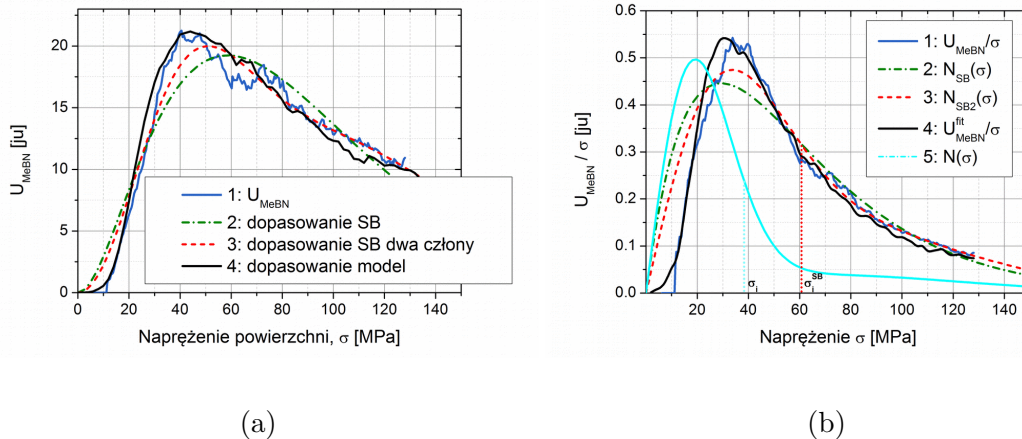 U_MeBN [ju]
20
15
10
5
0
1: U_MeBN
2: dopasowanie SB
3: dopasowanie SB dwa człony
4: dopasowanie model
0 20 40 60 80 100 120 140
Naprężenie powierzchni, σ [MPa]
(a)
U_MeBN / σ [ju]
0.6
0.5
0.4
0.3
0.2
0.1
0.0
1: U_MeBN/σ
2: N_SB(σ)
3: N_SB2(σ)
4: U^fit_MeBN/σ
5: N(σ)
σ_i
σ_i^SB
20 40 60 80 100 120 140
Naprężenie σ [MPa]
(b)